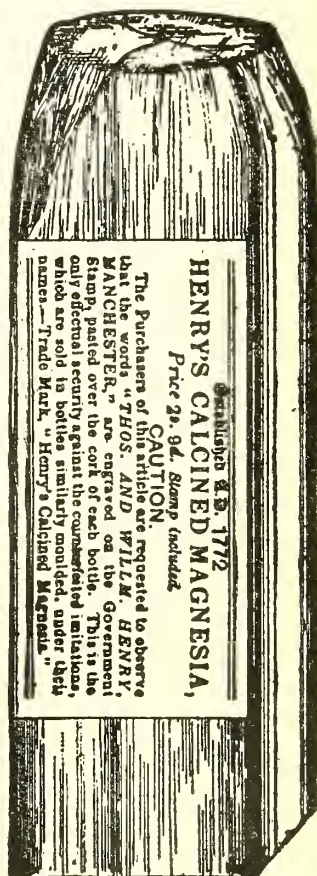 Established A.D. 1772
HENRY'S CALCINED MAGNESIA,
Price 2s. 9d. Stamp included.
CAUTION
The Purchasers of this article are requested to observe
that the words "THOS. AND WILLM. HENRY,
MANCHESTER," are engraved on the Government
Stamp, pasted over the cork of each bottle. This is the
only effectual security against the counterfeited imitations,
which are sold in bottles similarly moulded, under their
names.—Trade Mark, "Henry's Calcined Magnesia."